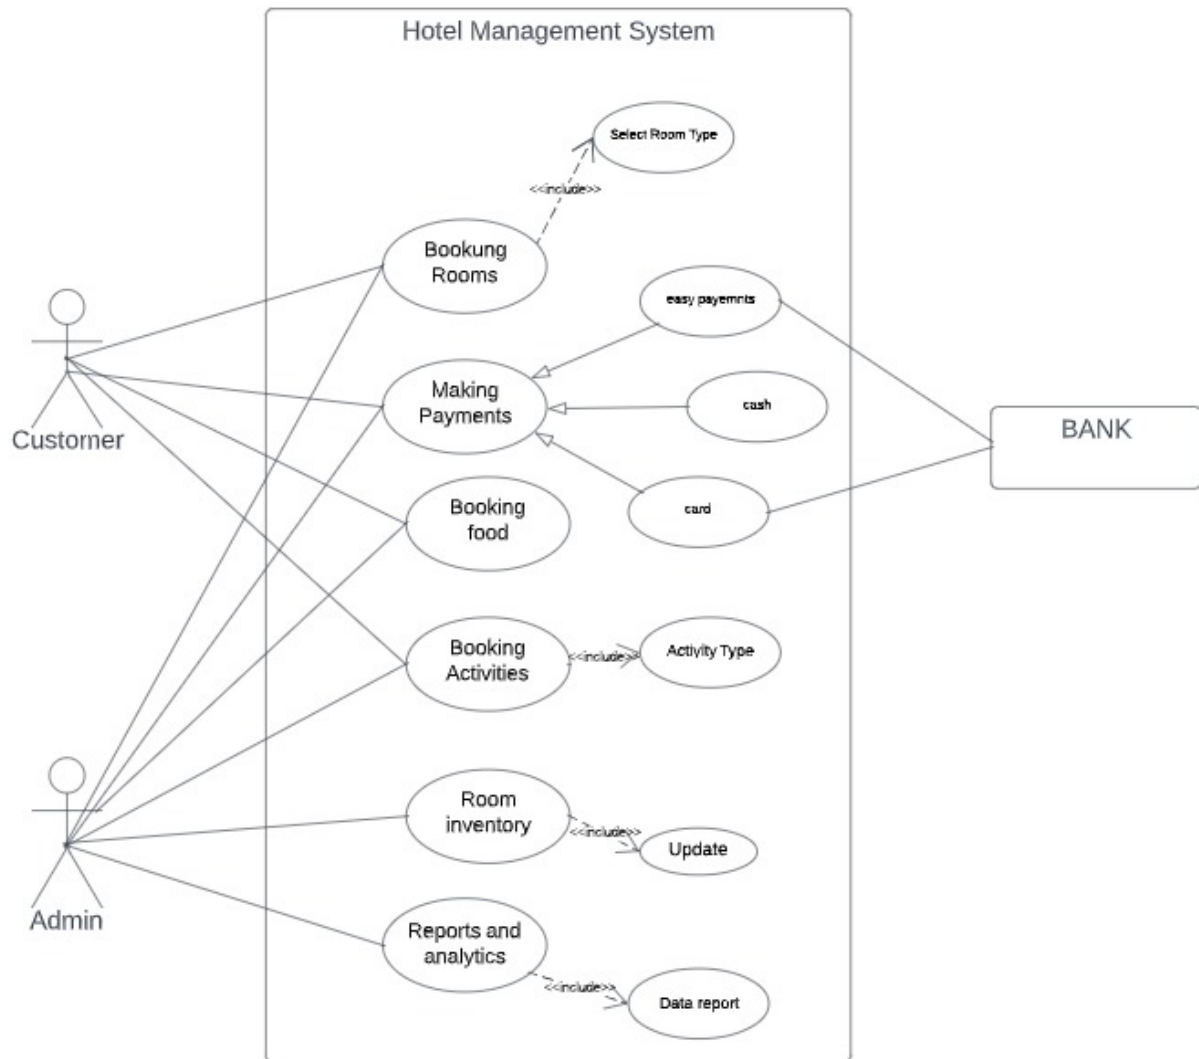 Hotel Management System
Select Room Type
<<include>>
Bookung
Rooms
easy payemnts
Customer
Making
Payments
cash
BANK
card
Booking
food
Booking
Activities
<<include>>
Activity Type
Room
inventory
<<include>>
Update
Admin
Reports and
analytics
<<include>>
Data report